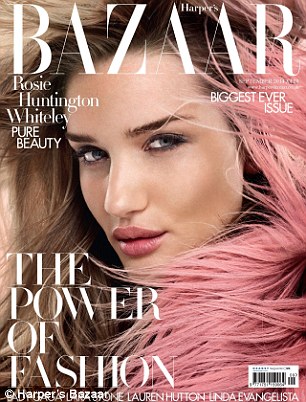 Harper's
BAZAAR
Rosie
Huntington
Whiteley
PURE
BEAUTY
SEPTEMBER
BIGGEST EVER
ISSUE
THE
POWER
OF
FASHION
© Harper's Bazaar
LAUREN HUTTON LINDA EVANGELISTA